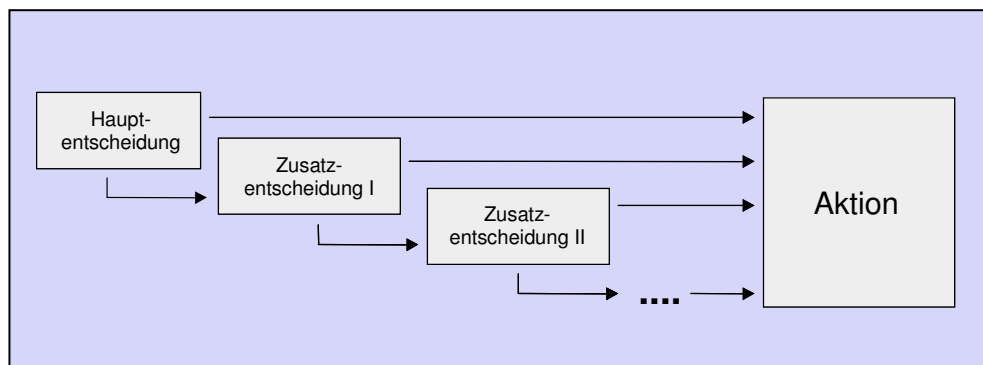 Haupt-
entscheidung
Zusatz-
entscheidung I
Zusatz-
entscheidung II
Aktion
....